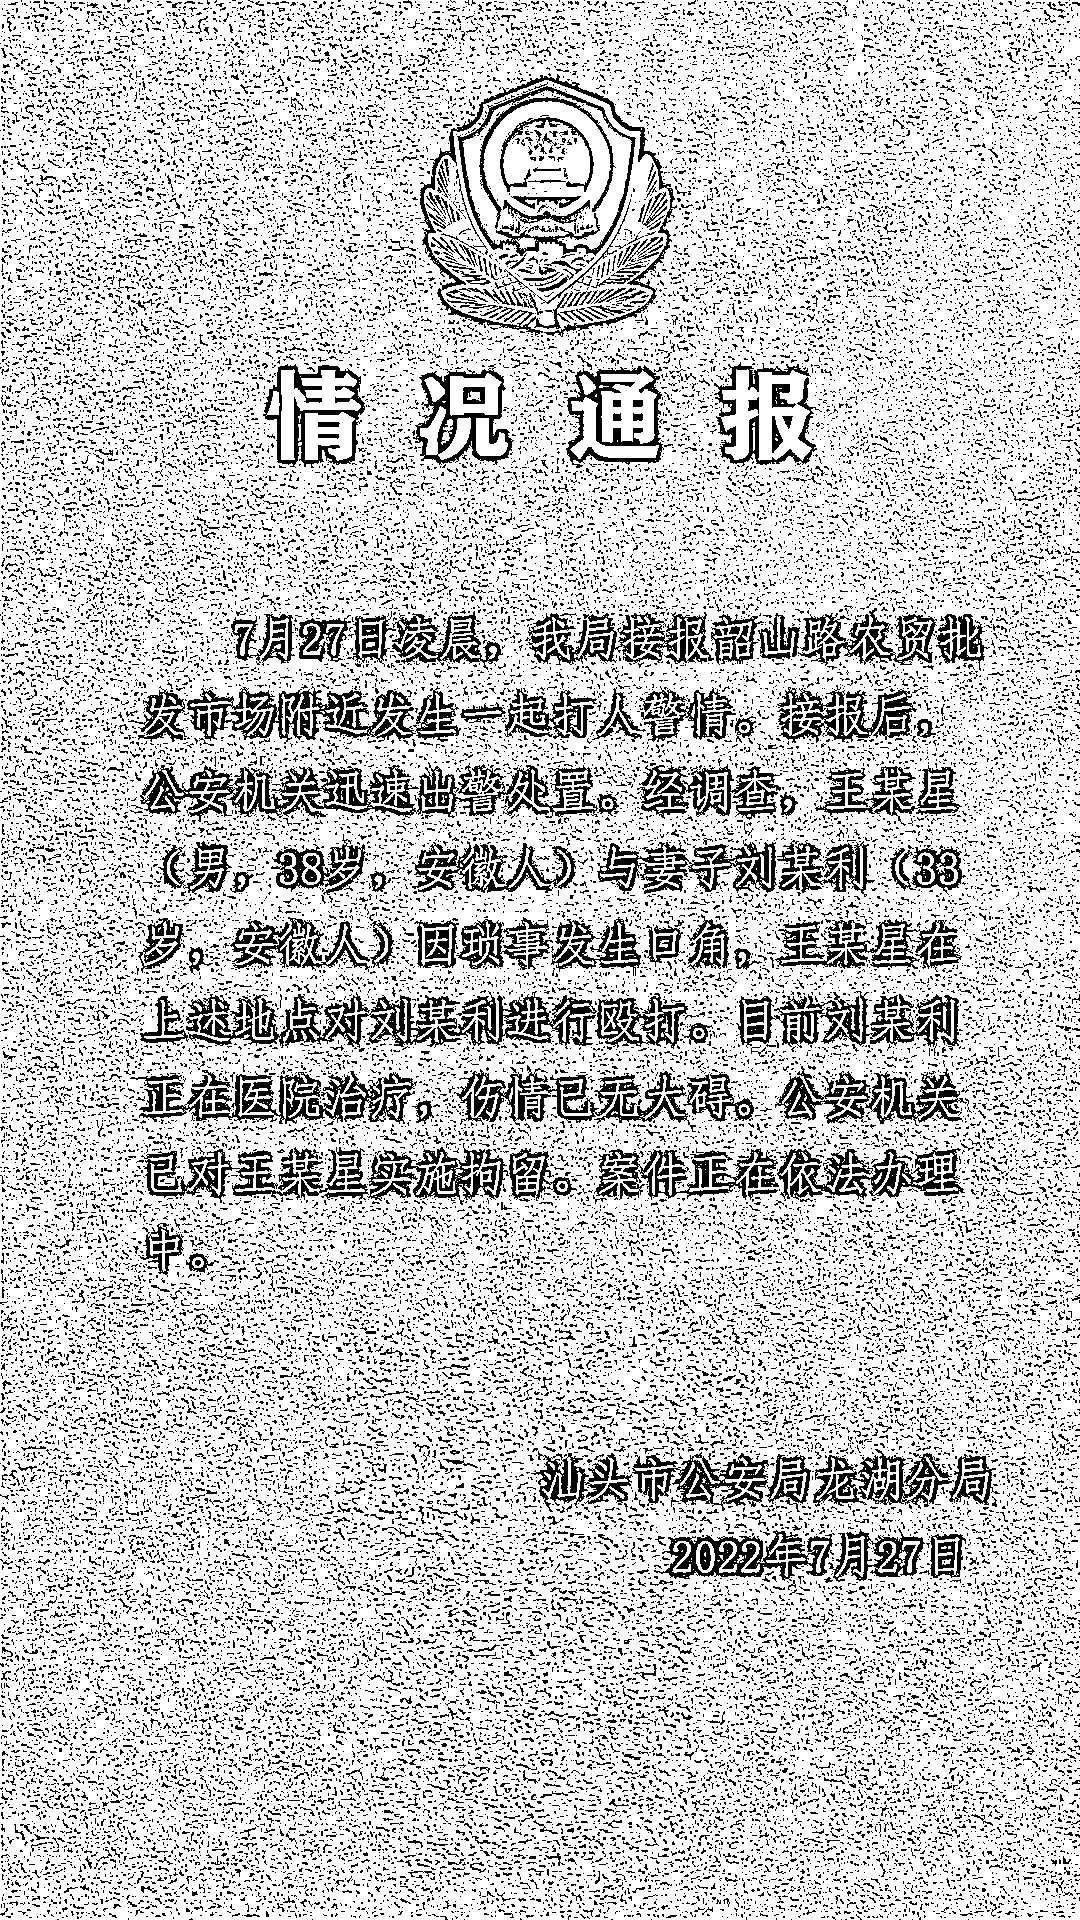 情况通报
7月27日凌晨，我局接报韶山路农贸批
发市场附近发生一起打人警情。接报后，
公安机关迅速出警处置。经调查，王某星
（男，38岁，安徽人）与妻子刘某利（33
岁，安徽人）因琐事发生口角，王某星在
上述地点对刘某利进行殴打。目前刘某利
正在医院治疗，伤情已无大碍。公安机关
已对王某星实施拘留。案件正在依法办理
中。
汕头市公安局龙湖分局
2022年7月27日